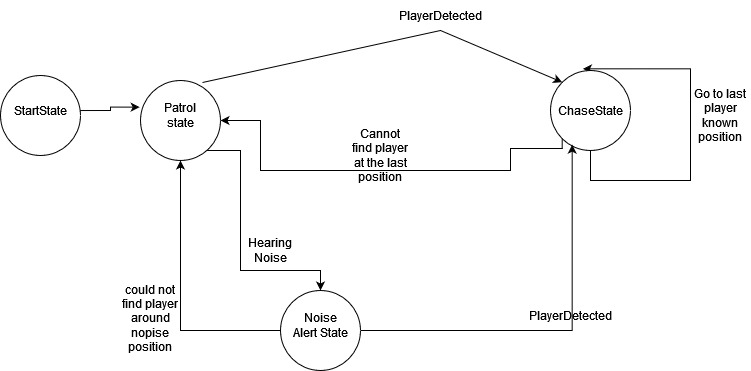 PlayerDetected
StartState
Patrol
state
ChaseState
Go to last
player
known
position
Cannot
find player
at the last
position
Hearing
Noise
could not
find player
around
nopise
position
Noise
Alert State
PlayerDetected